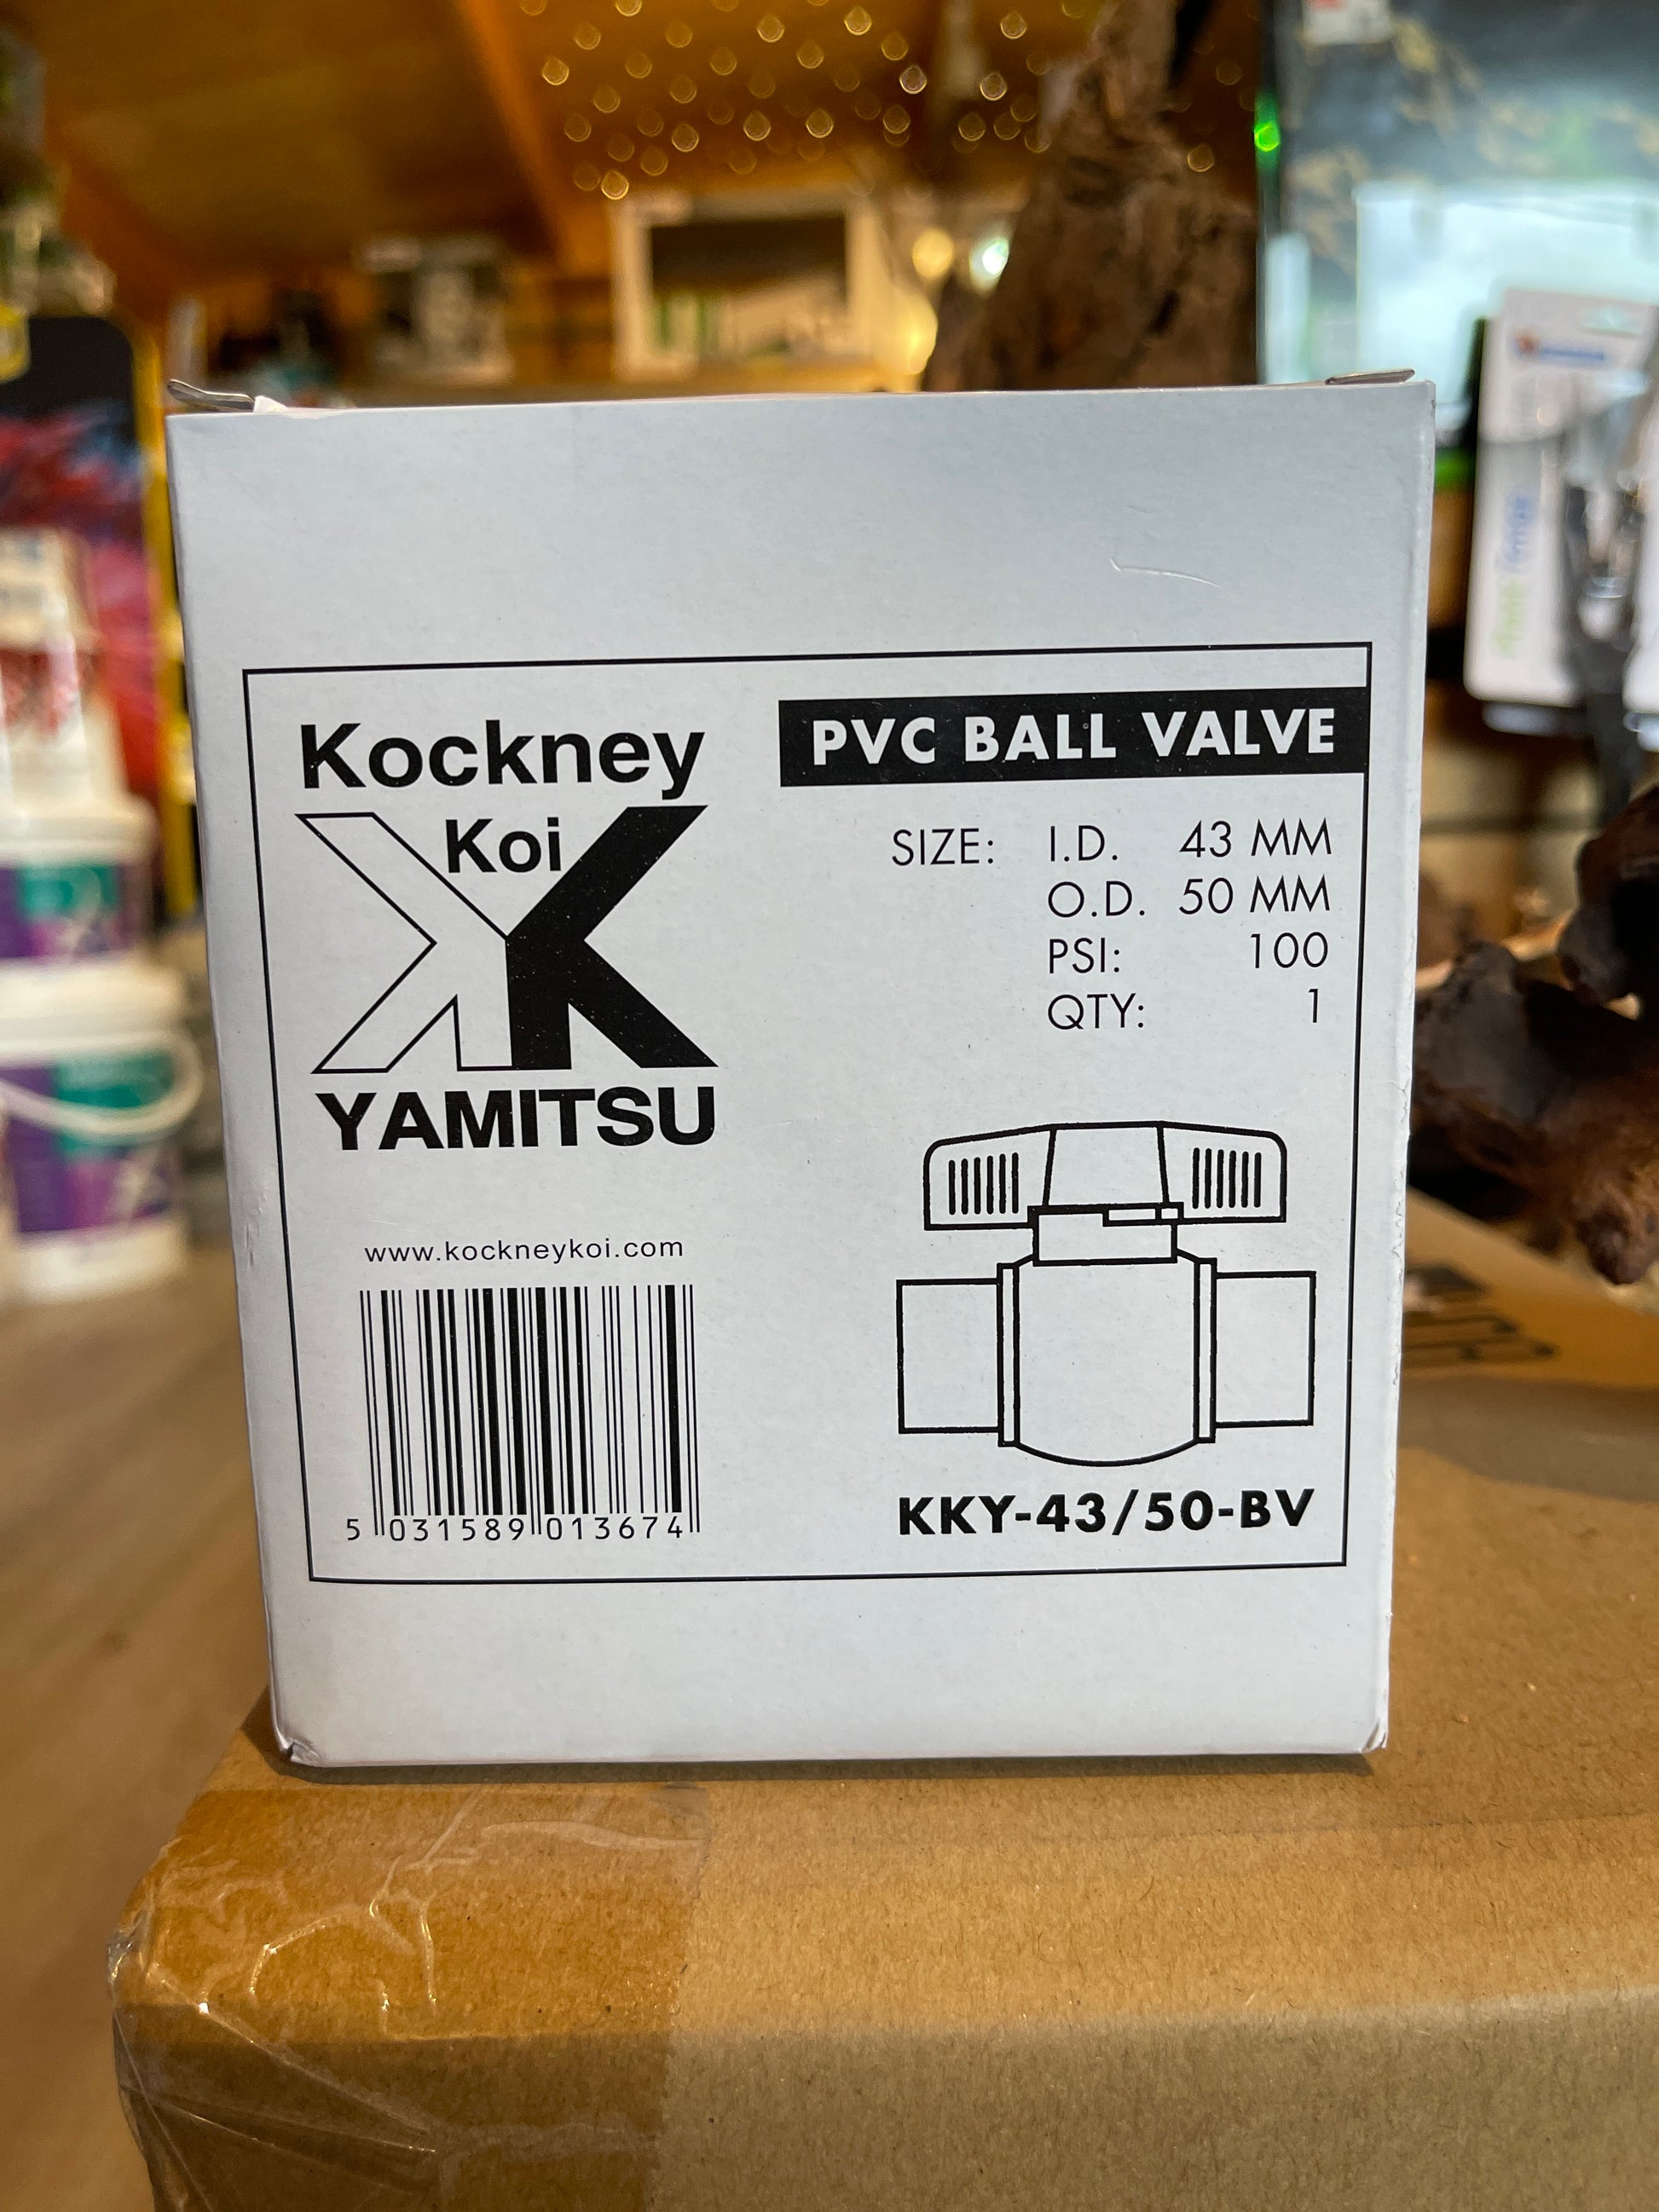 Kockney
Koi
YAMITSU
www.kockneykoi.com
5 031589 013674
PVC BALL VALVE
SIZE: I.D. 43 MM
O.D. 50 MM
PSI: 100
QTY: 1
KKY-43/50-BV